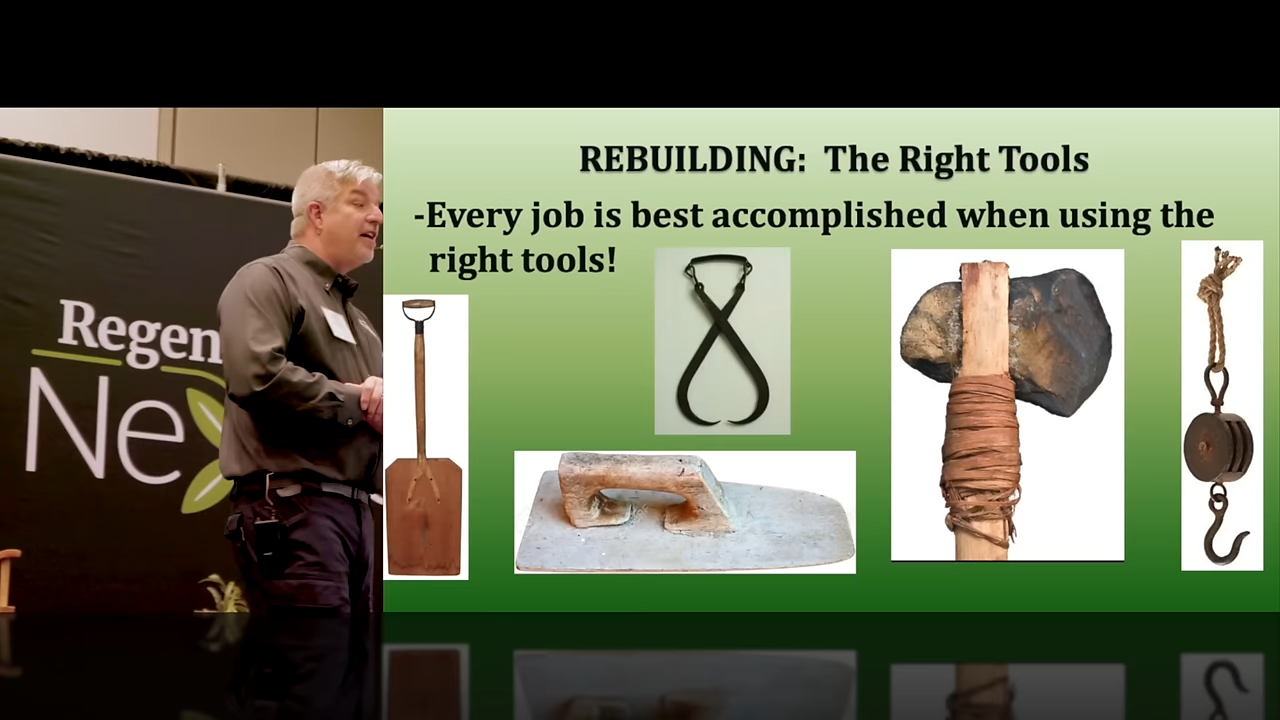 REBUILDING: The Right Tools
-Every job is best accomplished when using the
right tools!
Regen
Ne